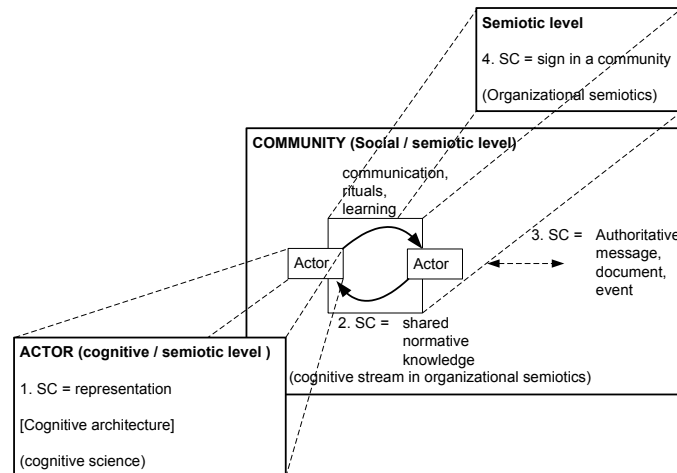 Semiotic level
4. SC = sign in a community
(Organizational semiotics)
COMMUNITY (Social / semiotic level)
communication,
rituals,
learning
3. SC = Authoritative
message,
document,
event
Actor
Actor
2. SC = shared
normative
knowledge
(cognitive stream in organizational semiotics)
ACTOR (cognitive / semiotic level )
1. SC = representation
[Cognitive architecture]
(cognitive science)